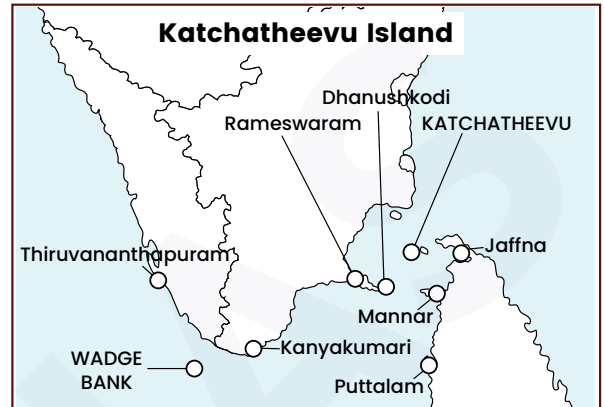 Katchatheevu Island
Dhanushkodi
Rameswaram
KATCHATHEEVU
Thiruvananthapuram
Jaffna
Mannar
Kanyakumari
WADGE
BANK
Puttalam